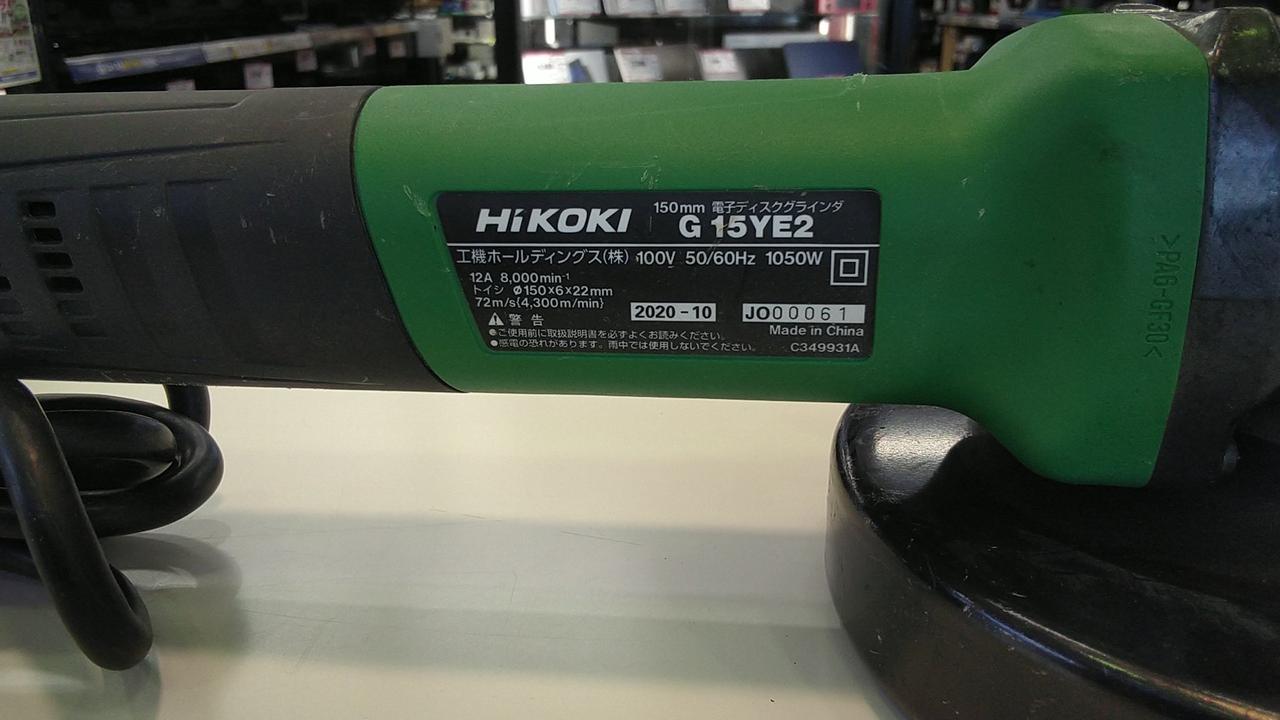 HiKOKI
150mm 電子ディスクグラインダ
G 15YE2
工機ホールディングス(株) 100V 50/60Hz 1050W
12A 8,000min⁻¹
トイシ Ø150×6×22mm
72m/s{4,300m/min}
2020-10 JO00061
警告
Made in China
●ご使用前に取扱説明書を必ずよくお読みください。
●感電の恐れがあります。雨中では使用しないでください。
C349931A
>PA6-GF30<